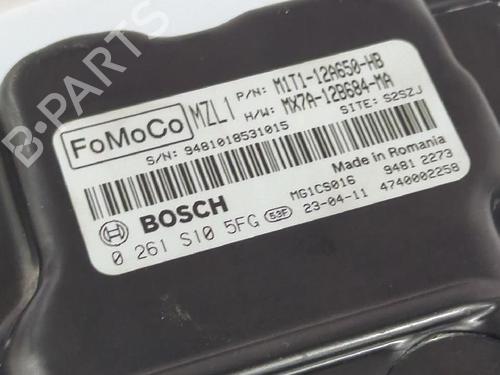 FoMoCo MZL1 P/N: M1T1-12A650-HB
H/W: MX7A-12B684-MA
S/N: 9481018531015 SITE: S2SZJ
Made in Romania
BOSCH MG1CS016 9481 2273
0 261 S10 5FG 53F 23-04-11 4740002258
B-PARTS